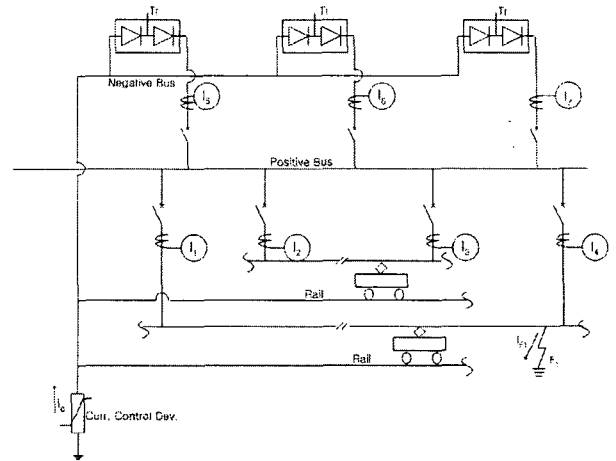 Tr
Tr
Tr
I5
I6
I7
Negative Bus
Positive Bus
I1
I2
I3
I4
Rail
Rail
IF1
F1
Ig
Curr. Control Dev.